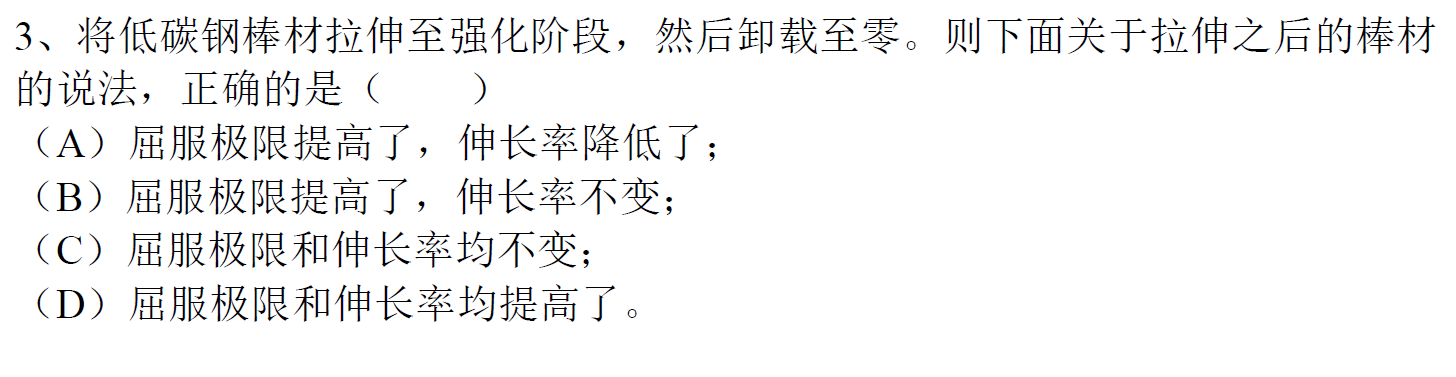 3、将低碳钢棒材拉伸至强化阶段，然后卸载至零。则下面关于拉伸之后的棒材
的说法，正确的是（　　）
（A）屈服极限提高了，伸长率降低了；
（B）屈服极限提高了，伸长率不变；
（C）屈服极限和伸长率均不变；
（D）屈服极限和伸长率均提高了。